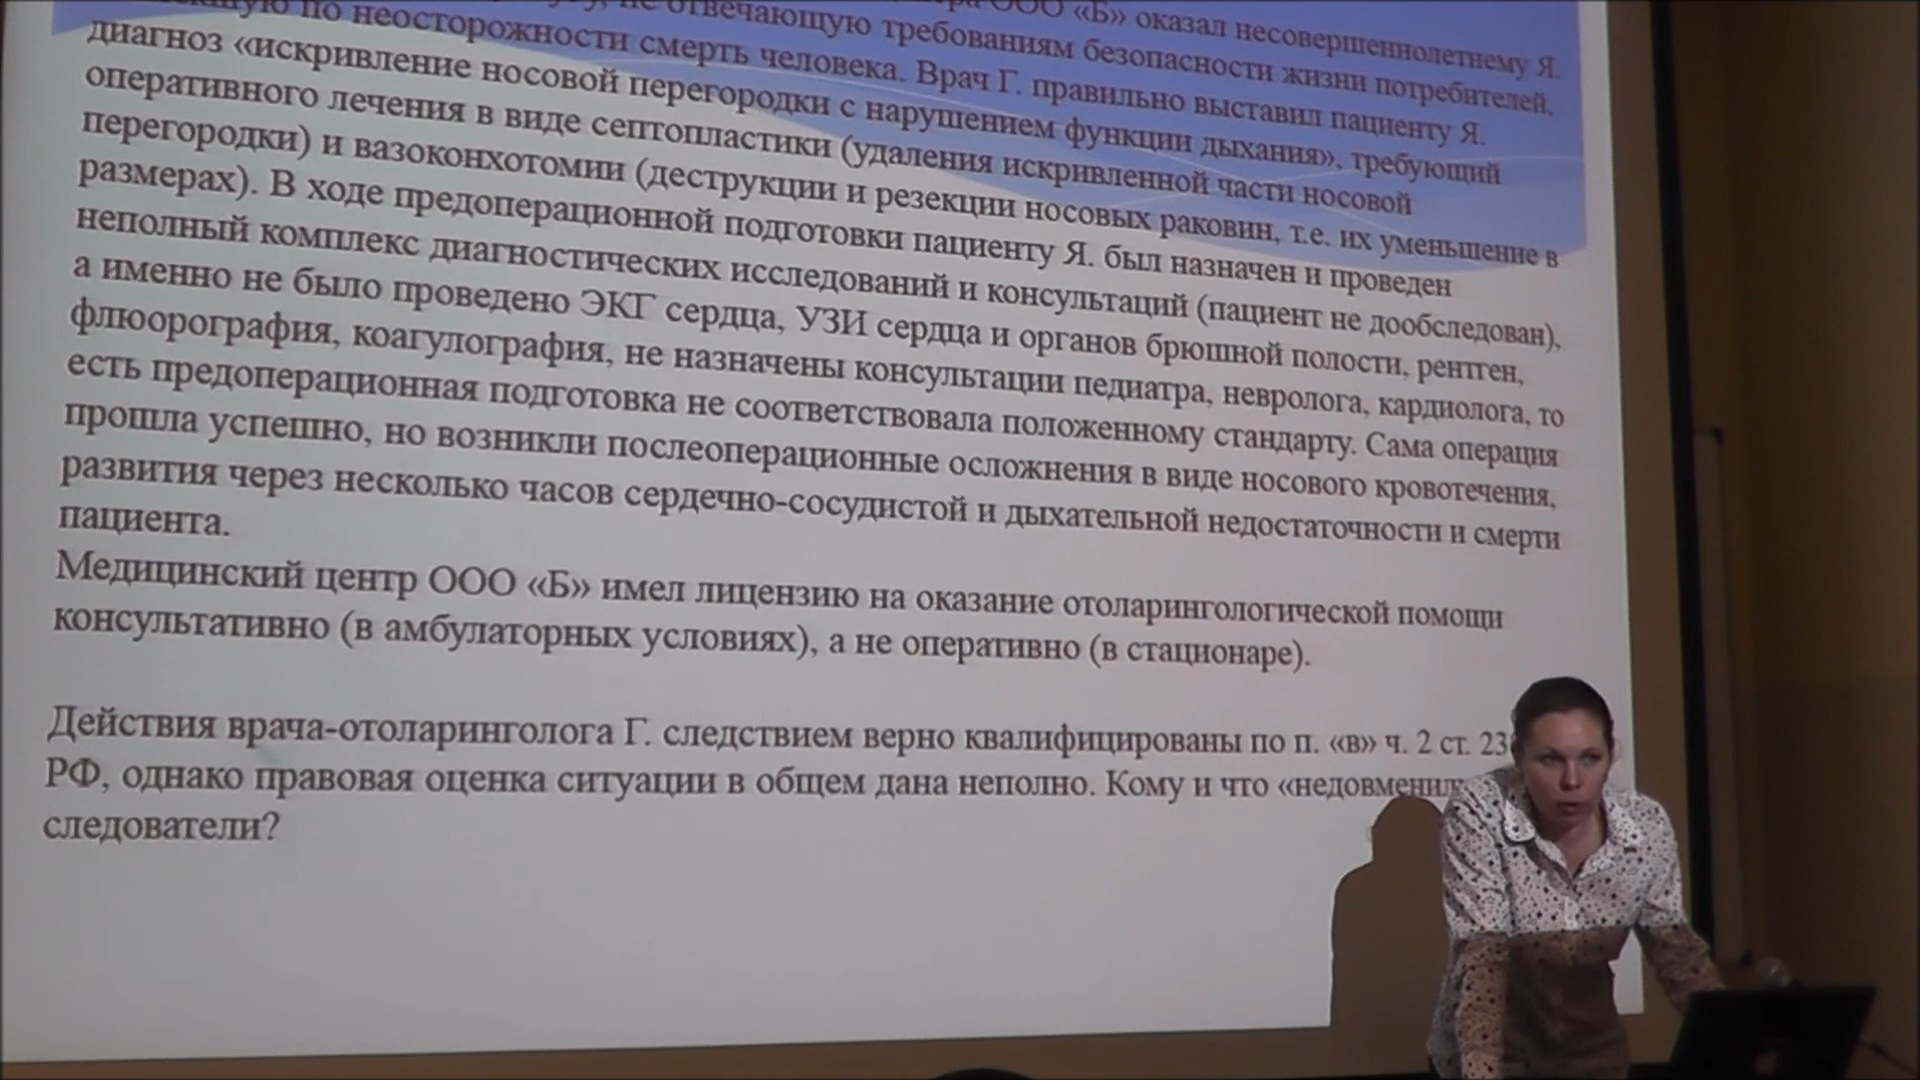 ООО «Б» оказал несовершеннолетнему Я.
по неосторожности смерть человека. Врач Г. правильно выставил пациенту Я.
не отвечающую требованиям безопасности жизни потребителей,
диагноз «искривление носовой перегородки с нарушением функции дыхания», требующий
оперативного лечения в виде септопластики (удаления искривленной части носовой
перегородки) и вазоконхотомии (деструкции и резекции носовых раковин, т.е. их уменьшение в
размерах). В ходе предоперационной подготовки пациенту Я. был назначен и проведен
неполный комплекс диагностических исследований и консультаций (пациент не дообследован),
а именно не было проведено ЭКГ сердца, УЗИ сердца и органов брюшной полости, рентген,
флюорография, коагулография, не назначены консультации педиатра, невролога, кардиолога, то
есть предоперационная подготовка не соответствовала положенному стандарту. Сама операция
прошла успешно, но возникли послеоперационные осложнения в виде носового кровотечения,
развития через несколько часов сердечно-сосудистой и дыхательной недостаточности и смерти
пациента.
Медицинский центр ООО «Б» имел лицензию на оказание отоларингологической помощи
консультативно (в амбулаторных условиях), а не оперативно (в стационаре).
Действия врача-отоларинголога Г. следствием верно квалифицированы по п. «в» ч. 2 ст. 23
РФ, однако правовая оценка ситуации в общем дана неполно. Кому и что «недовменил
следователи?